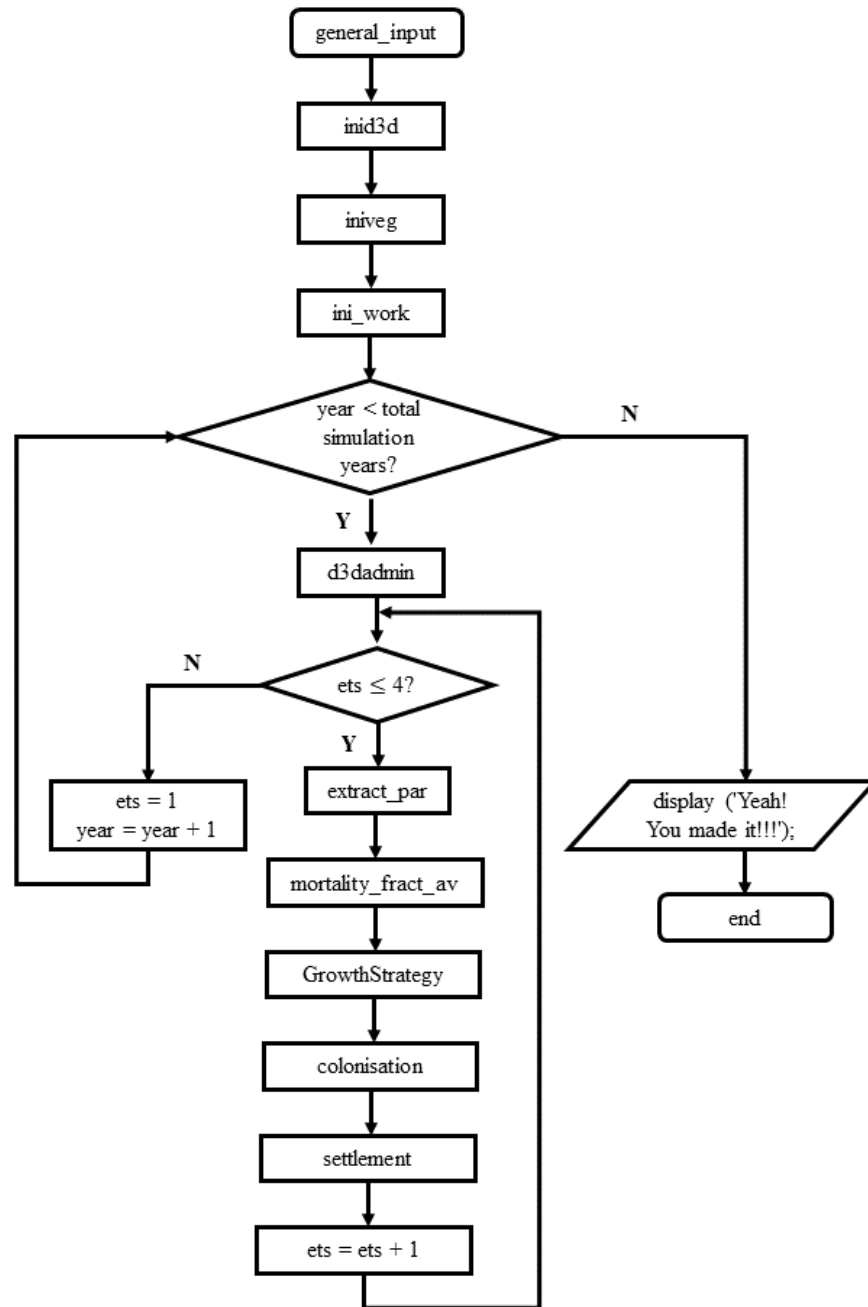 general_input
inid3d
iniveg
ini_work
year < total
simulation
years?
N
Y
d3dadmin
N
ets ≤ 4?
Y
extract_par
ets = 1
year = year + 1
display ('Yeah!
You made it!!!');
mortality_fract_av
end
GrowthStrategy
colonisation
settlement
ets = ets + 1